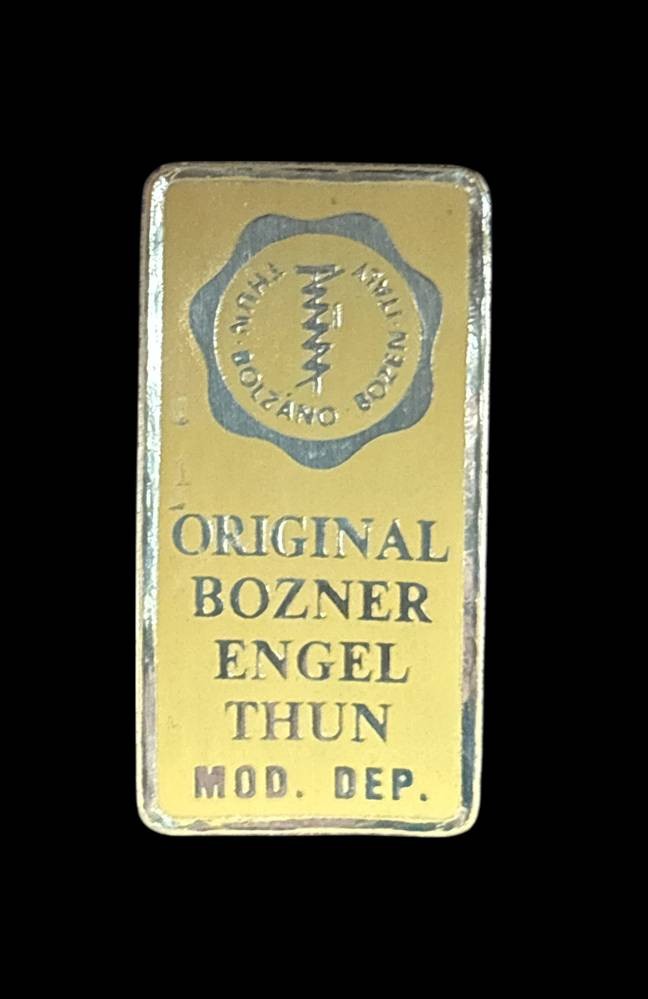 THUN · BOLZANO · BOZEN · ITALY
ORIGINAL
BOZNER
ENGEL
THUN
MOD. DEP.